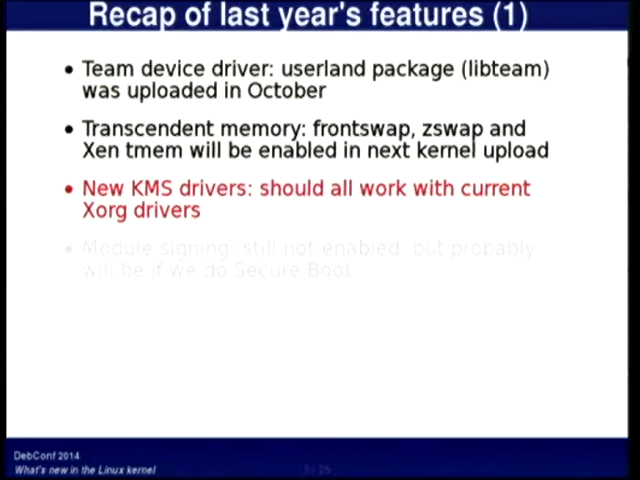 Recap of last year's features (1)
• Team device driver: userland package (libteam)
was uploaded in October
• Transcendent memory: frontswap, zswap and
Xen tmem will be enabled in next kernel upload
• New KMS drivers: should all work with current
Xorg drivers
• Module signing: still not enabled, but probably
will be if we do Secure Boot
DebConf 2014
What's new in the Linux kernel